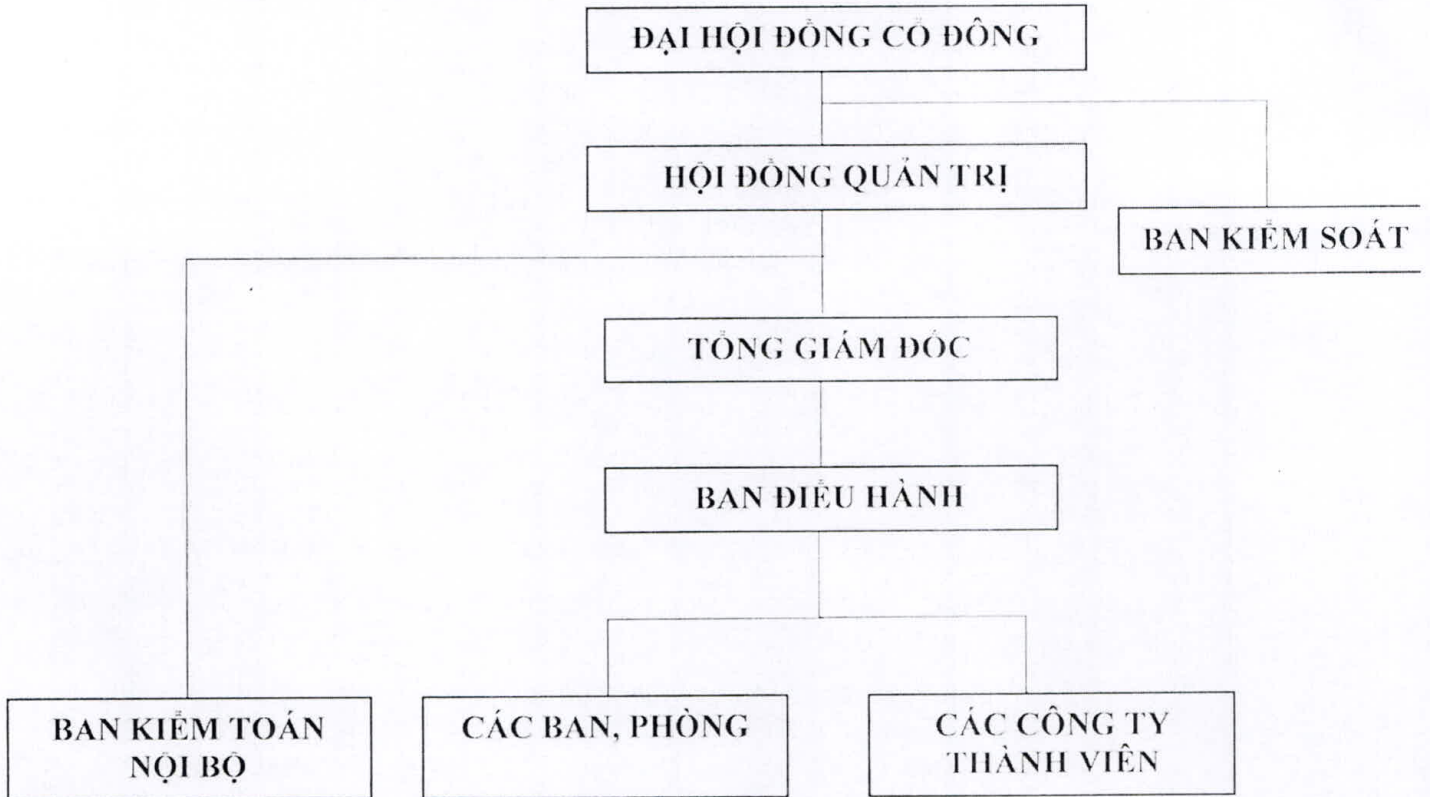 ĐẠI HỘI ĐỒNG CỔ ĐÔNG
HỘI ĐỒNG QUẢN TRỊ
BAN KIỂM SOÁT
TỔNG GIÁM ĐỐC
BAN ĐIỀU HÀNH
BAN KIỂM TOÁN
NỘI BỘ
CÁC BAN, PHÒNG
CÁC CÔNG TY
THÀNH VIÊN